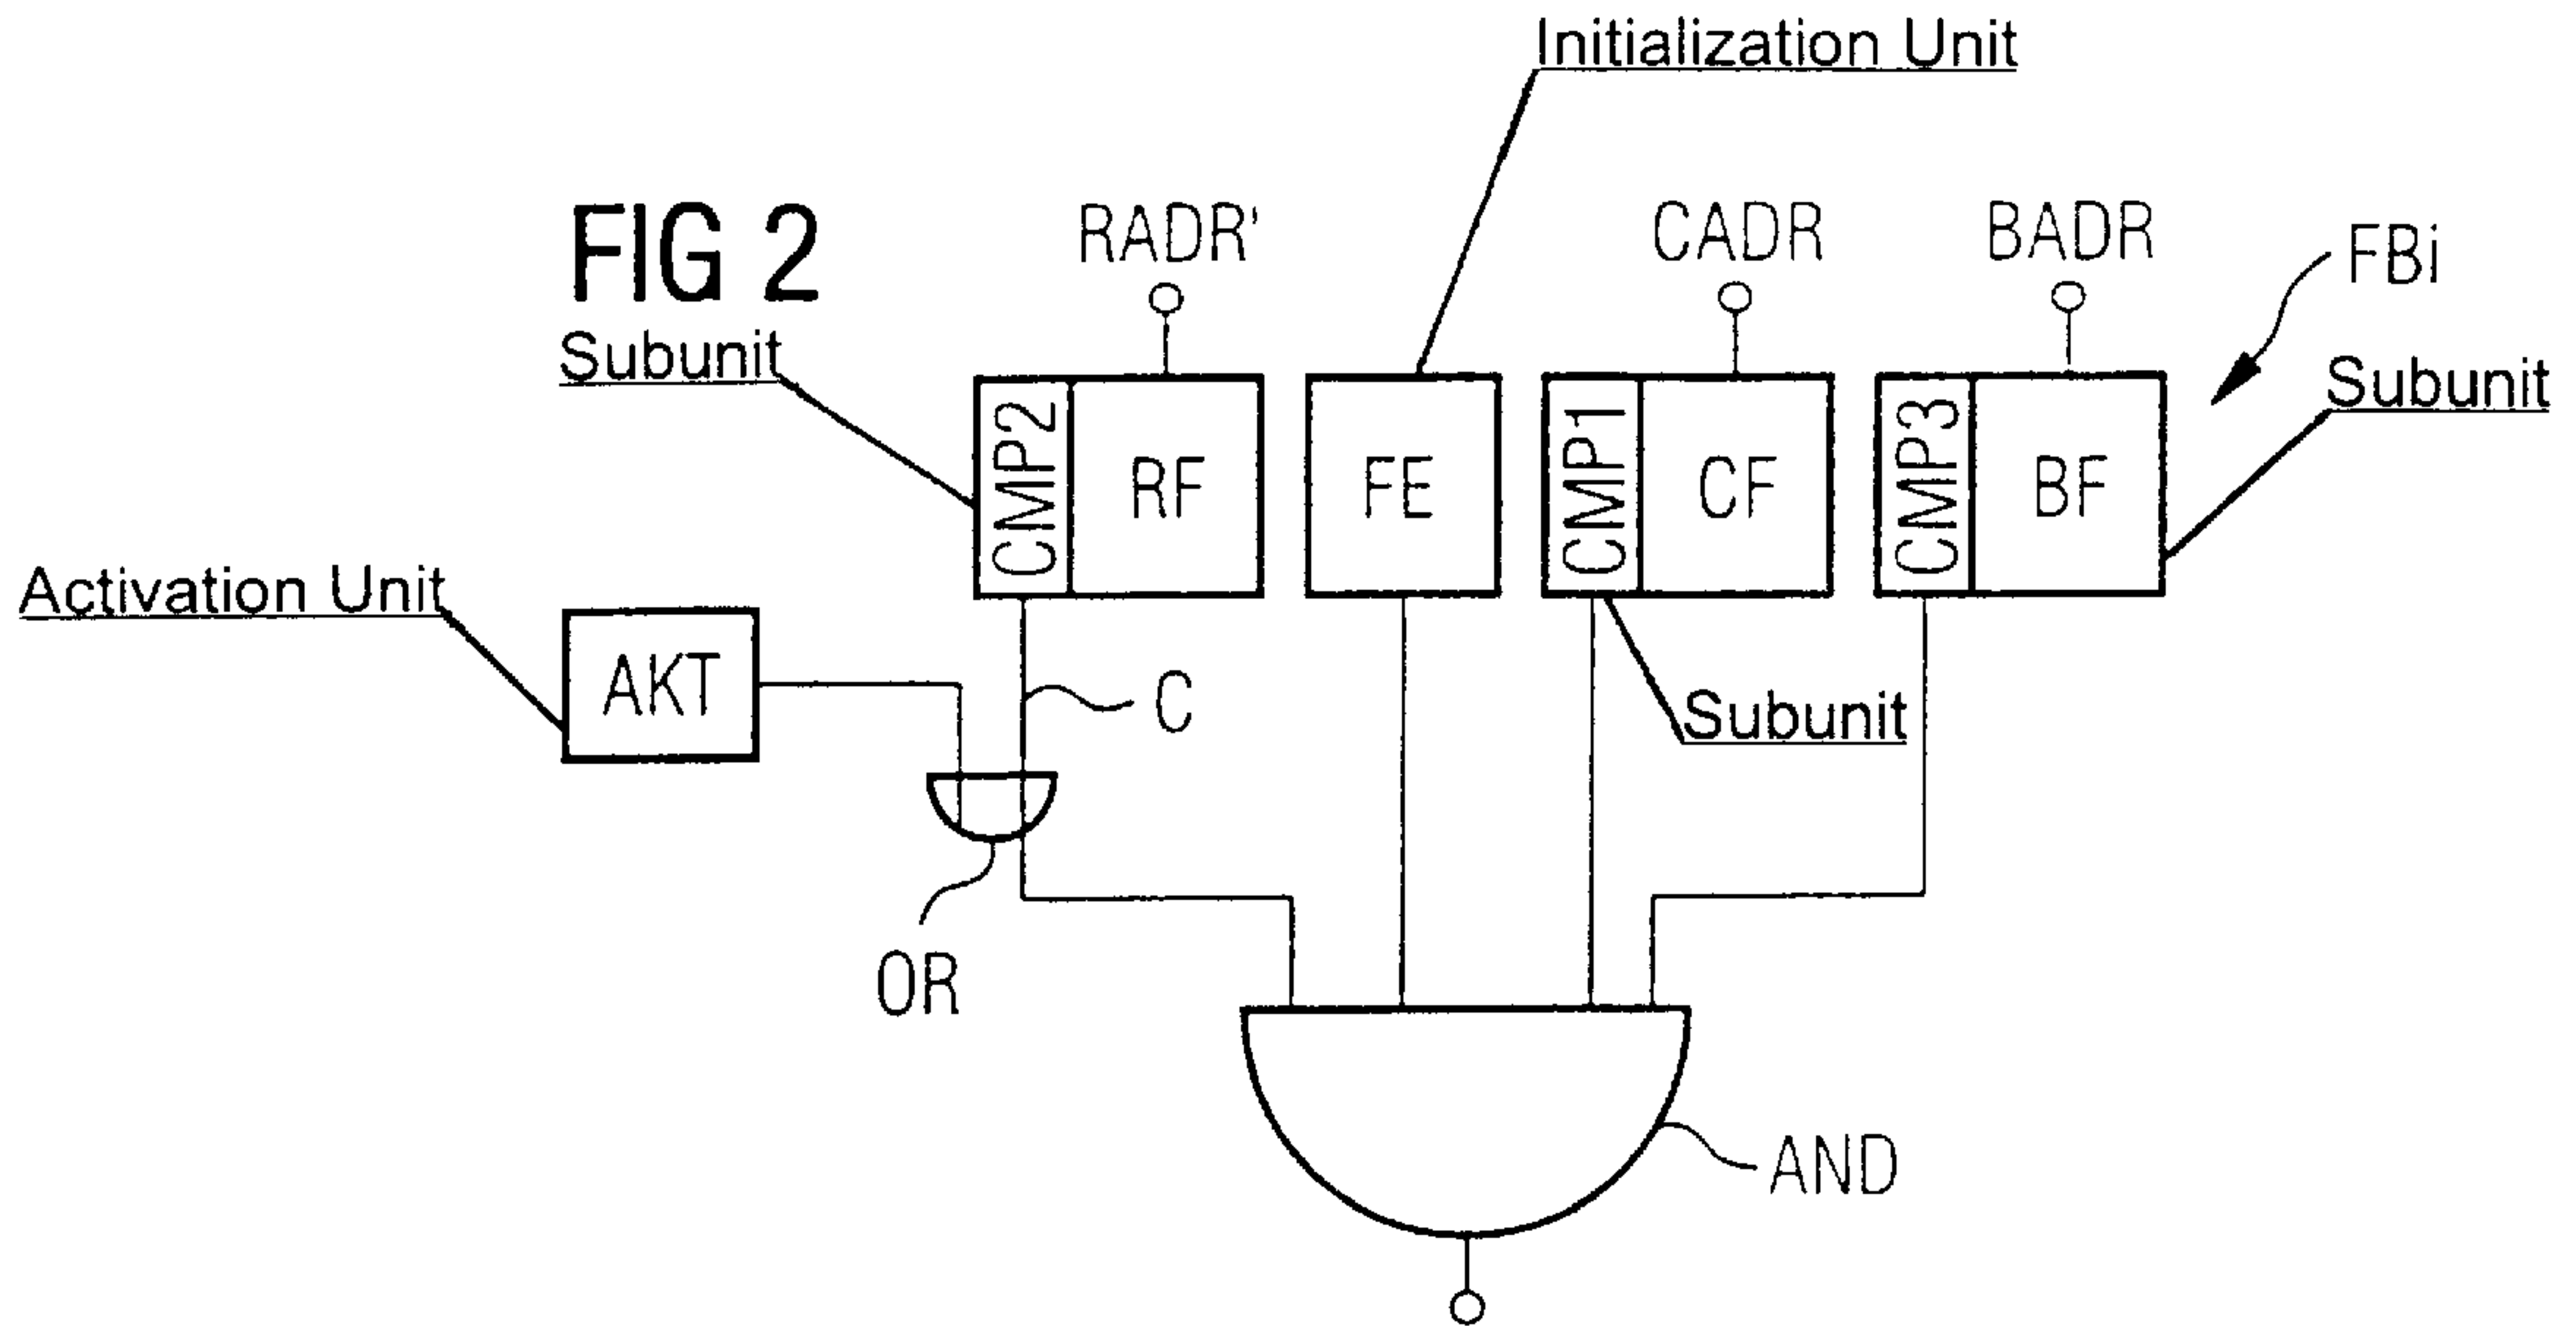 Initialization Unit
FIG 2
RADR'
CADR
BADR
FBi
Subunit
Subunit
CMP2
RF
FE
CMP1
CF
CMP3
BF
Activation Unit
AKT
C
Subunit
OR
AND